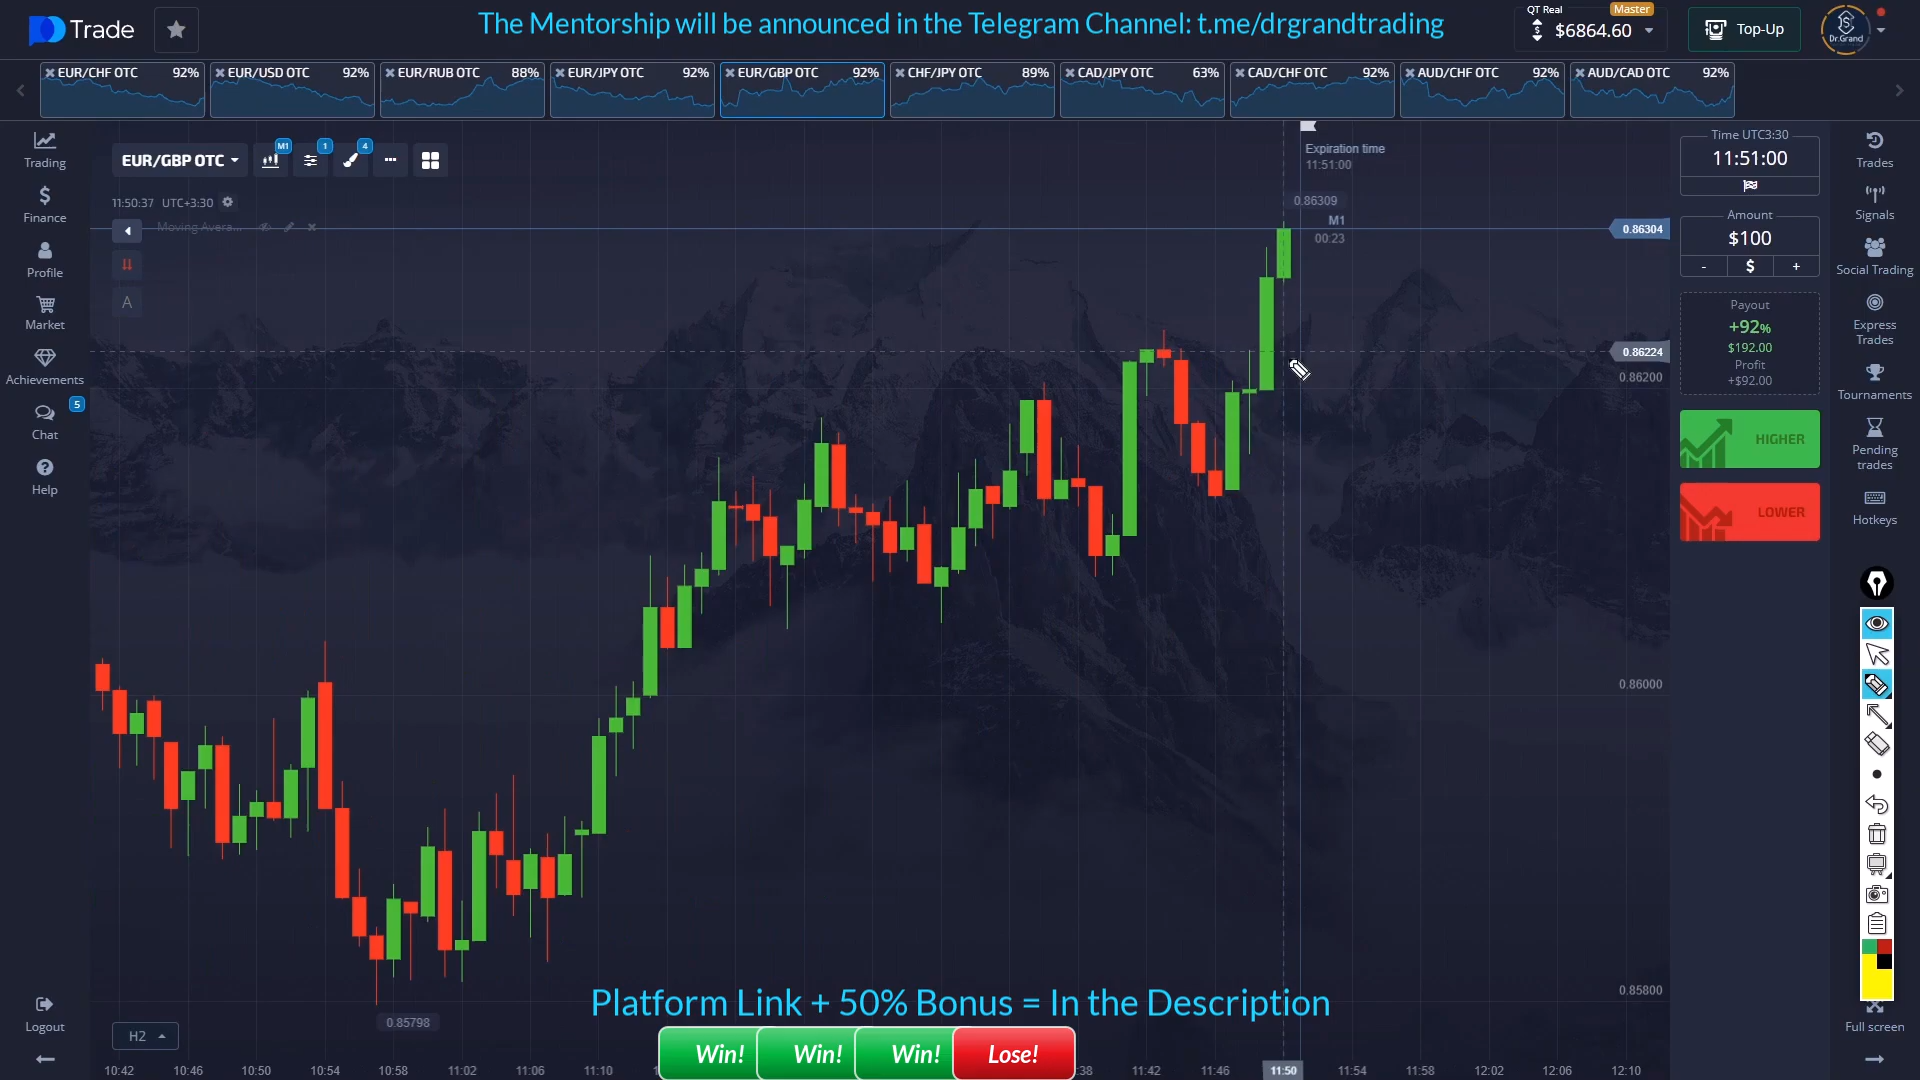 Trade
The Mentorship will be announced in the Telegram Channel: t.me/drgrandtrading
QT Real
Master
$6864.60
Top-Up
Dr.Grand
EUR/CHF OTC 92%
EUR/USD OTC 92%
EUR/RUB OTC 88%
EUR/JPY OTC 92%
EUR/GBP OTC 92%
CHF/JPY OTC 89%
CAD/JPY OTC 63%
CAD/CHF OTC 92%
AUD/CHF OTC 92%
AUD/CAD OTC 92%
Trading
Finance
Profile
Market
Achievements
5
Chat
Help
Logout
EUR/GBP OTC
M1
1
4
11:50:37 UTC+3:30
Moving Avera...
A
Expiration time
11:51:00
0.86309
M1
00:23
0.86304
0.86224
0.86200
0.86000
0.85800
0.85798
Time UTC3:30
11:51:00
Amount
$100
- $ +
Payout
+92%
$192.00
Profit
+$92.00
HIGHER
LOWER
Trades
Signals
Social Trading
Express
Trades
Tournaments
Pending
trades
Hotkeys
Full screen
Platform Link + 50% Bonus = In the Description
H2
Win! Win! Win! Lose!
10:42 10:46 10:50 10:54 10:58 11:02 11:06 11:10 :38 11:42 11:46 11:50 11:54 11:58 12:02 12:06 12:10